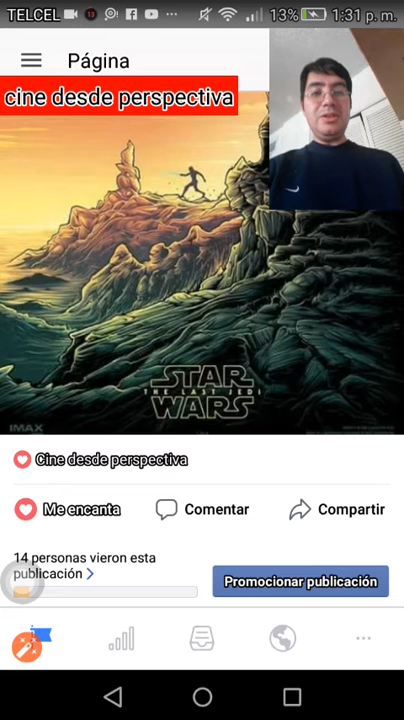 TELCEL 13% 1:31 p. m.
Página
cine desde perspectiva
STAR
THE LAST JEDI
WARS
IMAX
Cine desde perspectiva
Me encanta Comentar Compartir
14 personas vieron esta
publicación
Promocionar publicación